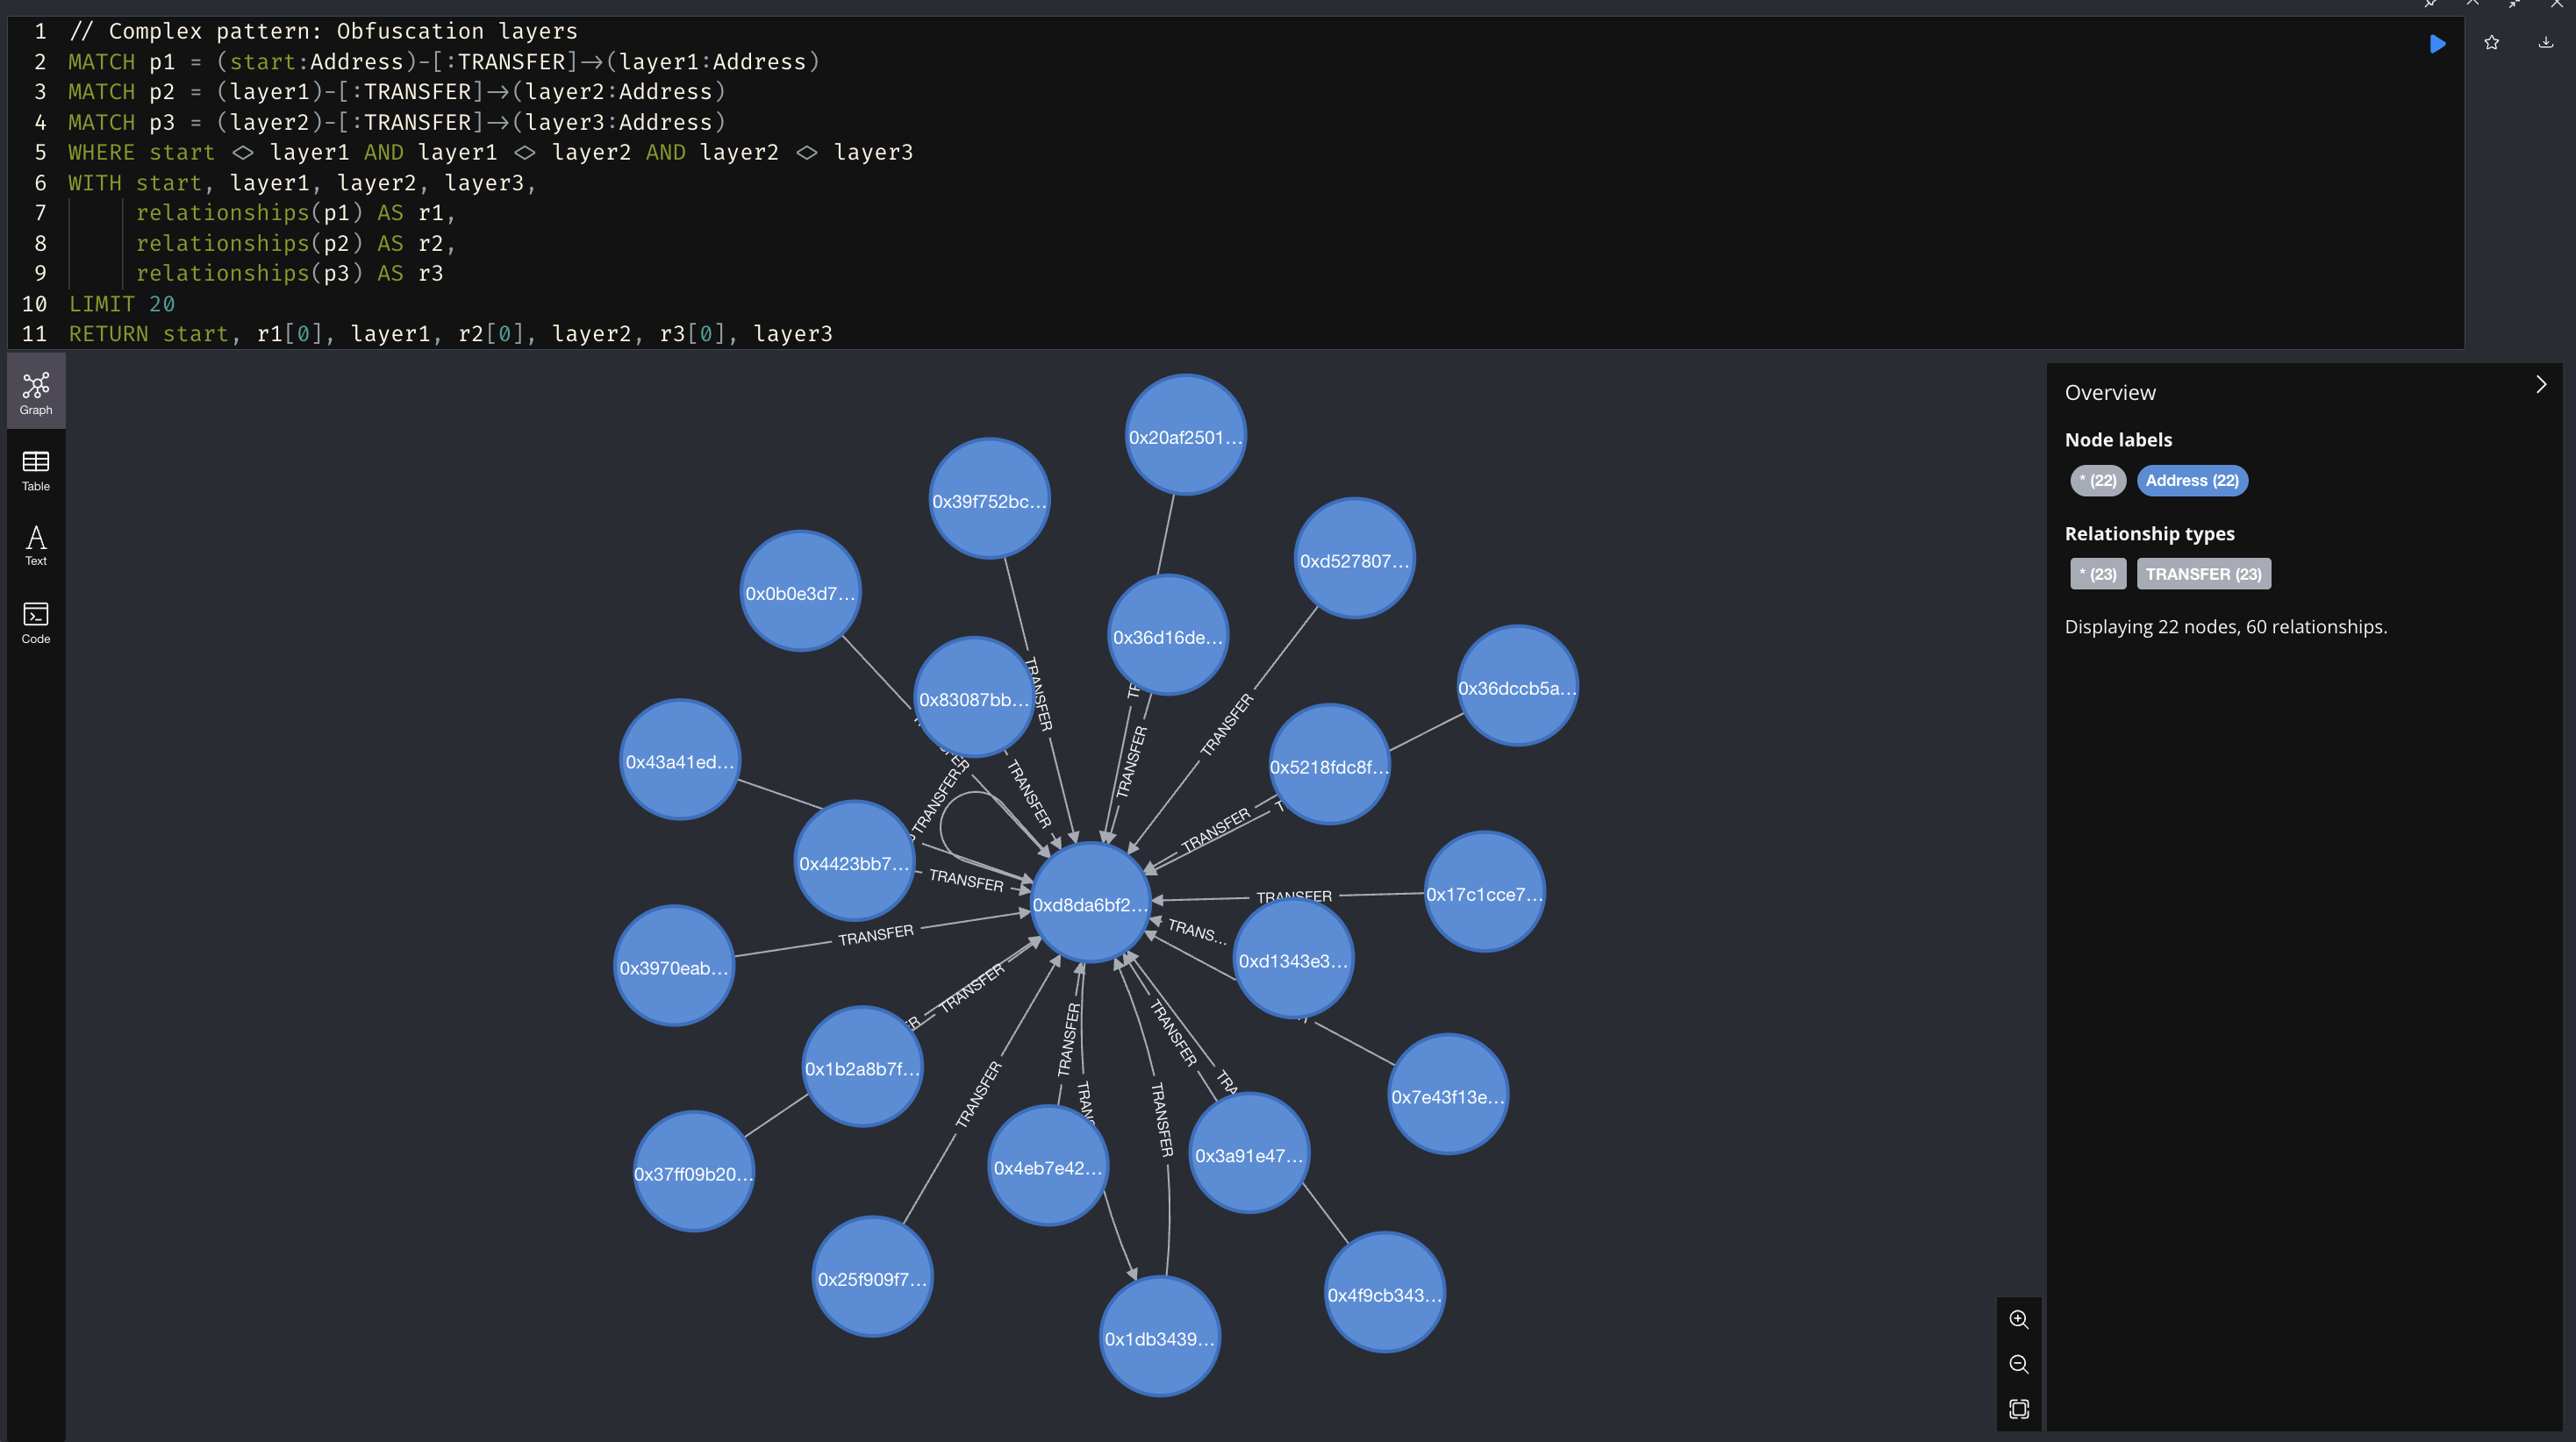 1 // Complex pattern: Obfuscation layers
2 MATCH p1 = (start:Address)-[:TRANSFER]->(layer1:Address)
3 MATCH p2 = (layer1)-[:TRANSFER]->(layer2:Address)
4 MATCH p3 = (layer2)-[:TRANSFER]->(layer3:Address)
5 WHERE start <> layer1 AND layer1 <> layer2 AND layer2 <> layer3
6 WITH start, layer1, layer2, layer3,
7 relationships(p1) AS r1,
8 relationships(p2) AS r2,
9 relationships(p3) AS r3
10 LIMIT 20
11 RETURN start, r1[0], layer1, r2[0], layer2, r3[0], layer3
Graph
Table
Text
Code
0x20af2501...
0x39f752bc...
0xd527807...
0x0b0e3d7...
0x36d16de...
0x36dccb5a...
0x83087bb...
TRANSFER
TRANSFER
TRANSFER
0x43a41ed...
0x5218fdc8f...
TRANSFER
TRANSFER
TRANSFER
0x4423bb7...
TRANSFER
TRANSFER
0xd8da6bf2...
0x17c1cce7...
TRANSFER
TRANS...
0x3970eab...
TRANSFER
0xd1343e3...
TRANSFER
0x1b2a8b7f...
TRANSFER
TRANSFER
0x7e43f13e...
TRANSFER
TRANSFER
0x37ff09b20...
0x4eb7e42...
0x3a91e47...
0x25f909f7...
0x4f9cb343...
0x1db3439...
Overview
Node labels
* (22) Address (22)
Relationship types
* (23) TRANSFER (23)
Displaying 22 nodes, 60 relationships.